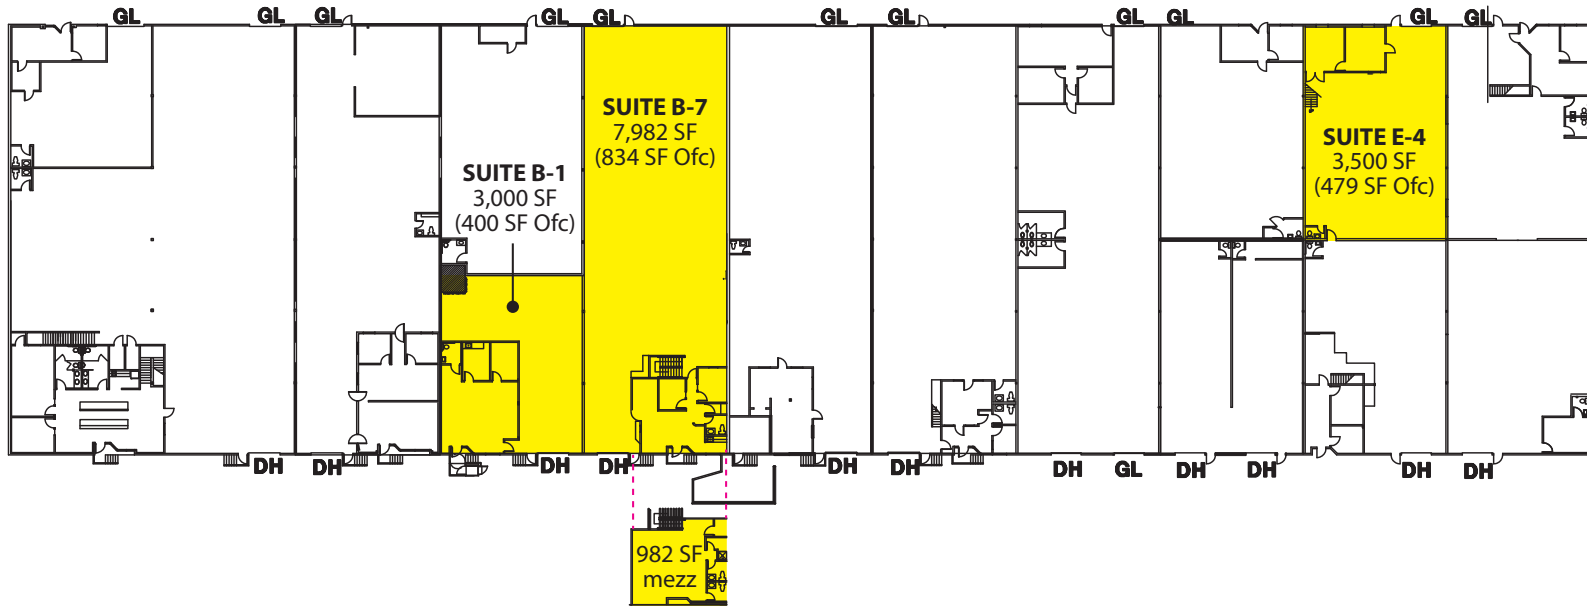 GL GL GL GL GL GL GL GL GL GL GL
SUITE B-7
7,982 SF
(834 SF Ofc)
SUITE B-1
3,000 SF
(400 SF Ofc)
SUITE E-4
3,500 SF
(479 SF Ofc)
DH DH DH DH DH DH DH GL DH DH DH DH
982 SF
mezz